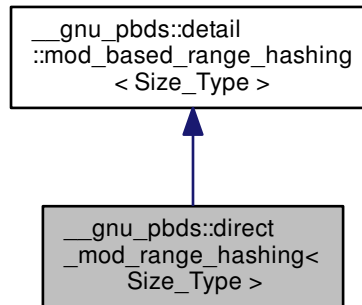 __gnu_pbds::detail
::mod_based_range_hashing
< Size_Type >
__gnu_pbds::direct
_mod_range_hashing<
Size_Type >